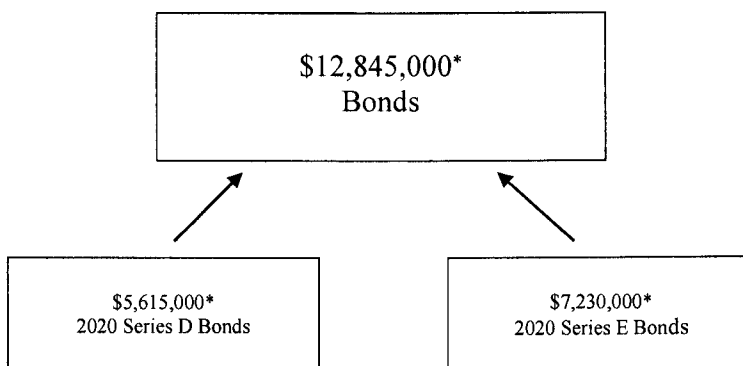 $12,845,000*
Bonds
$5,615,000*
2020 Series D Bonds
$7,230,000*
2020 Series E Bonds